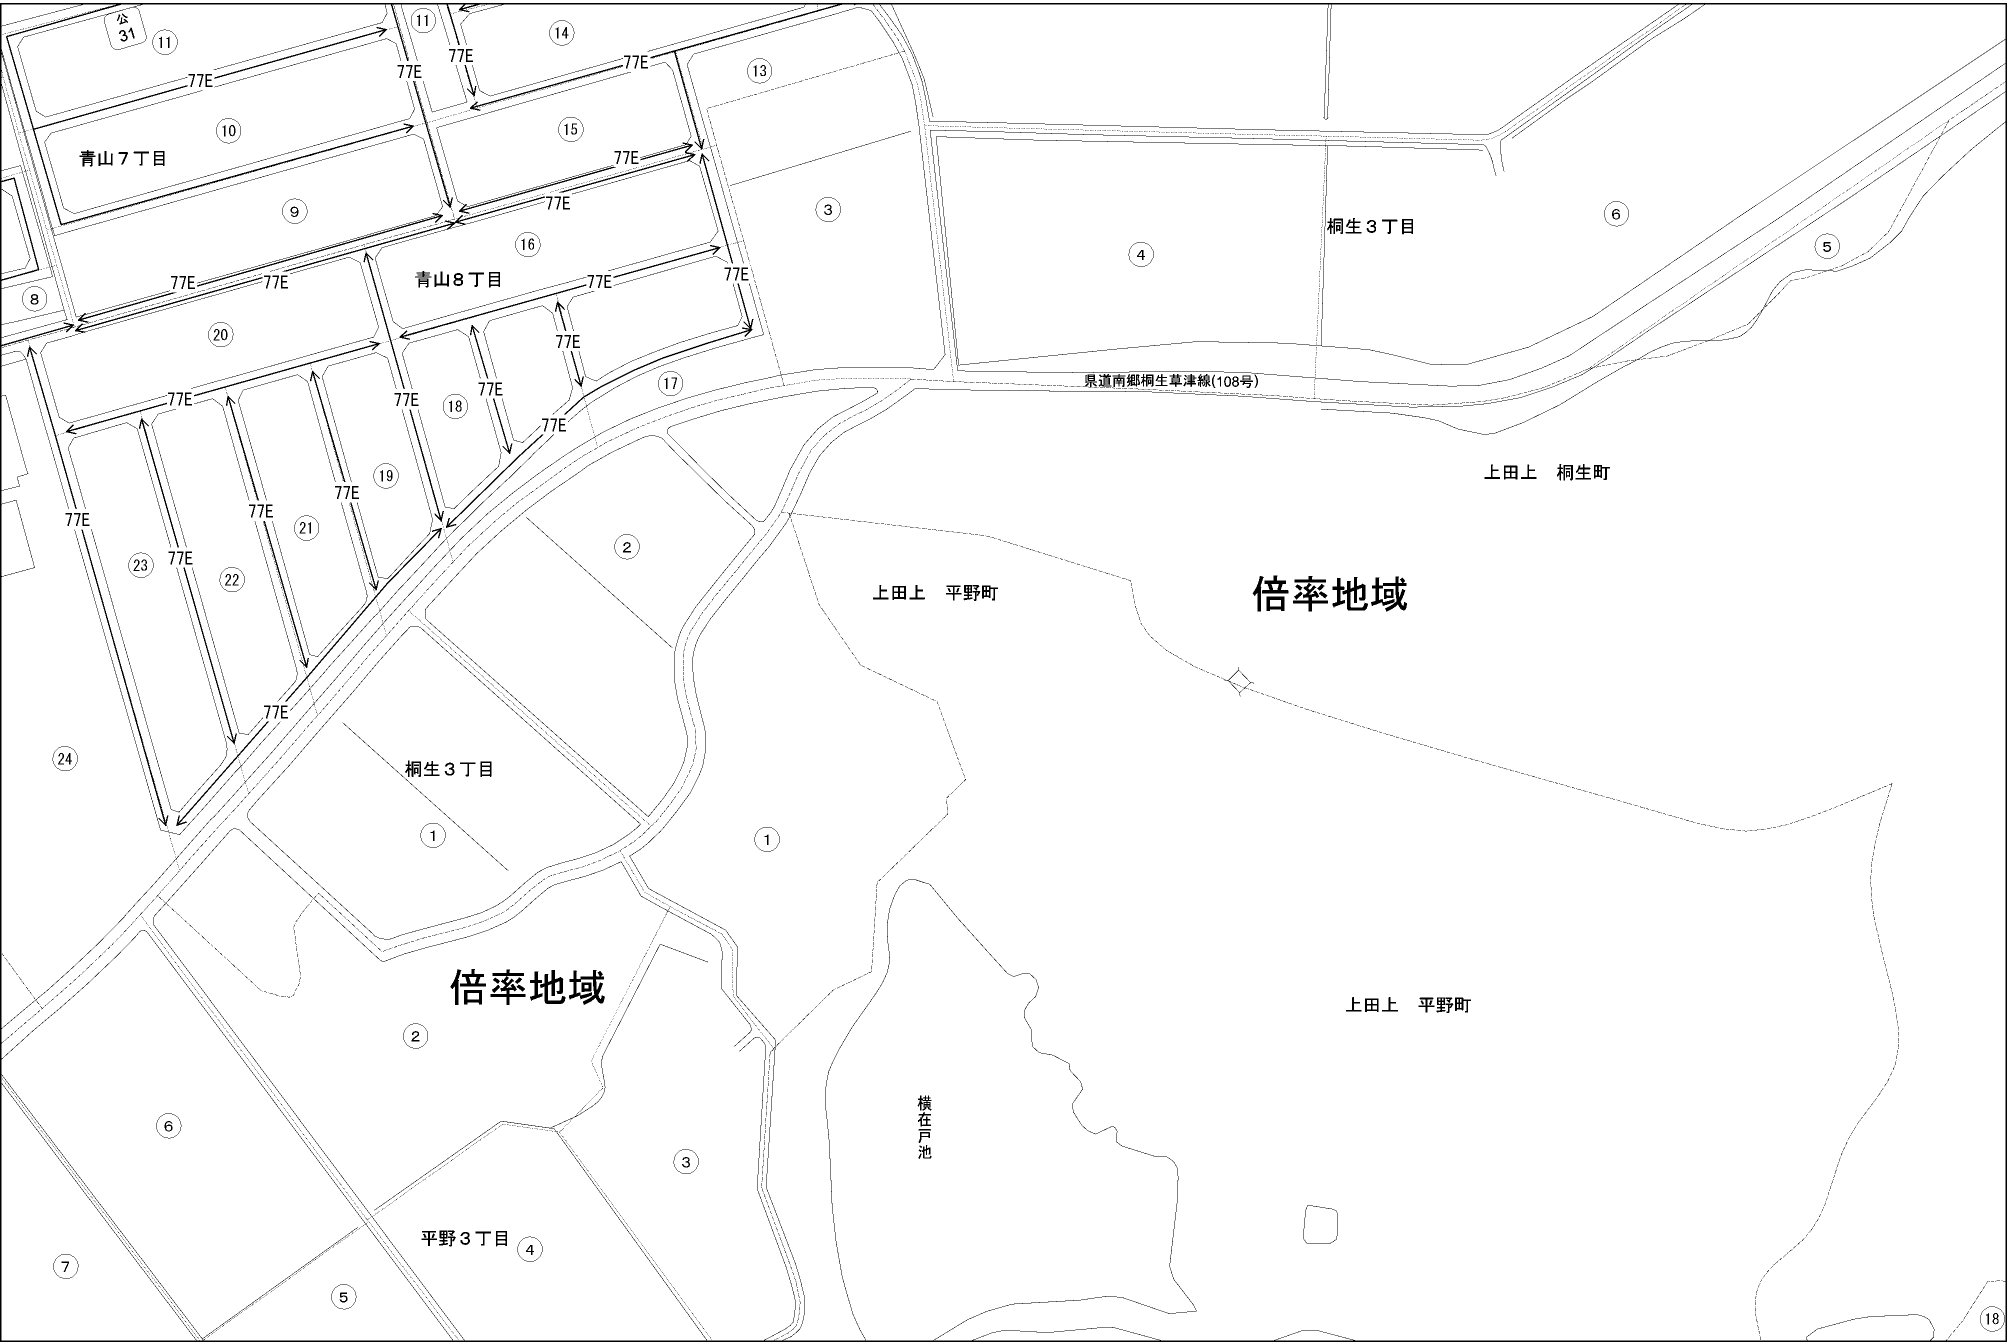 公
31
⑪
⑪
⑭
77E
77E
77E
77E
⑬
⑩
青山７丁目
⑮
77E
⑨
77E
③
⑯
桐生３丁目
⑥
④
⑤
77E
77E
青山８丁目
77E
77E
⑧
⑳
77E
⑰
県道南郷桐生草津線(108号)
77E
77E
77E
⑱
77E
上田上　桐生町
⑲
77E
77E
77E
㉑
77E
㉓
㉒
②
上田上　平野町
倍率地域
77E
㉔
桐生３丁目
①
①
倍率地域
上田上　平野町
②
横在戸池
⑥
③
平野３丁目
④
⑦
⑤
⑱